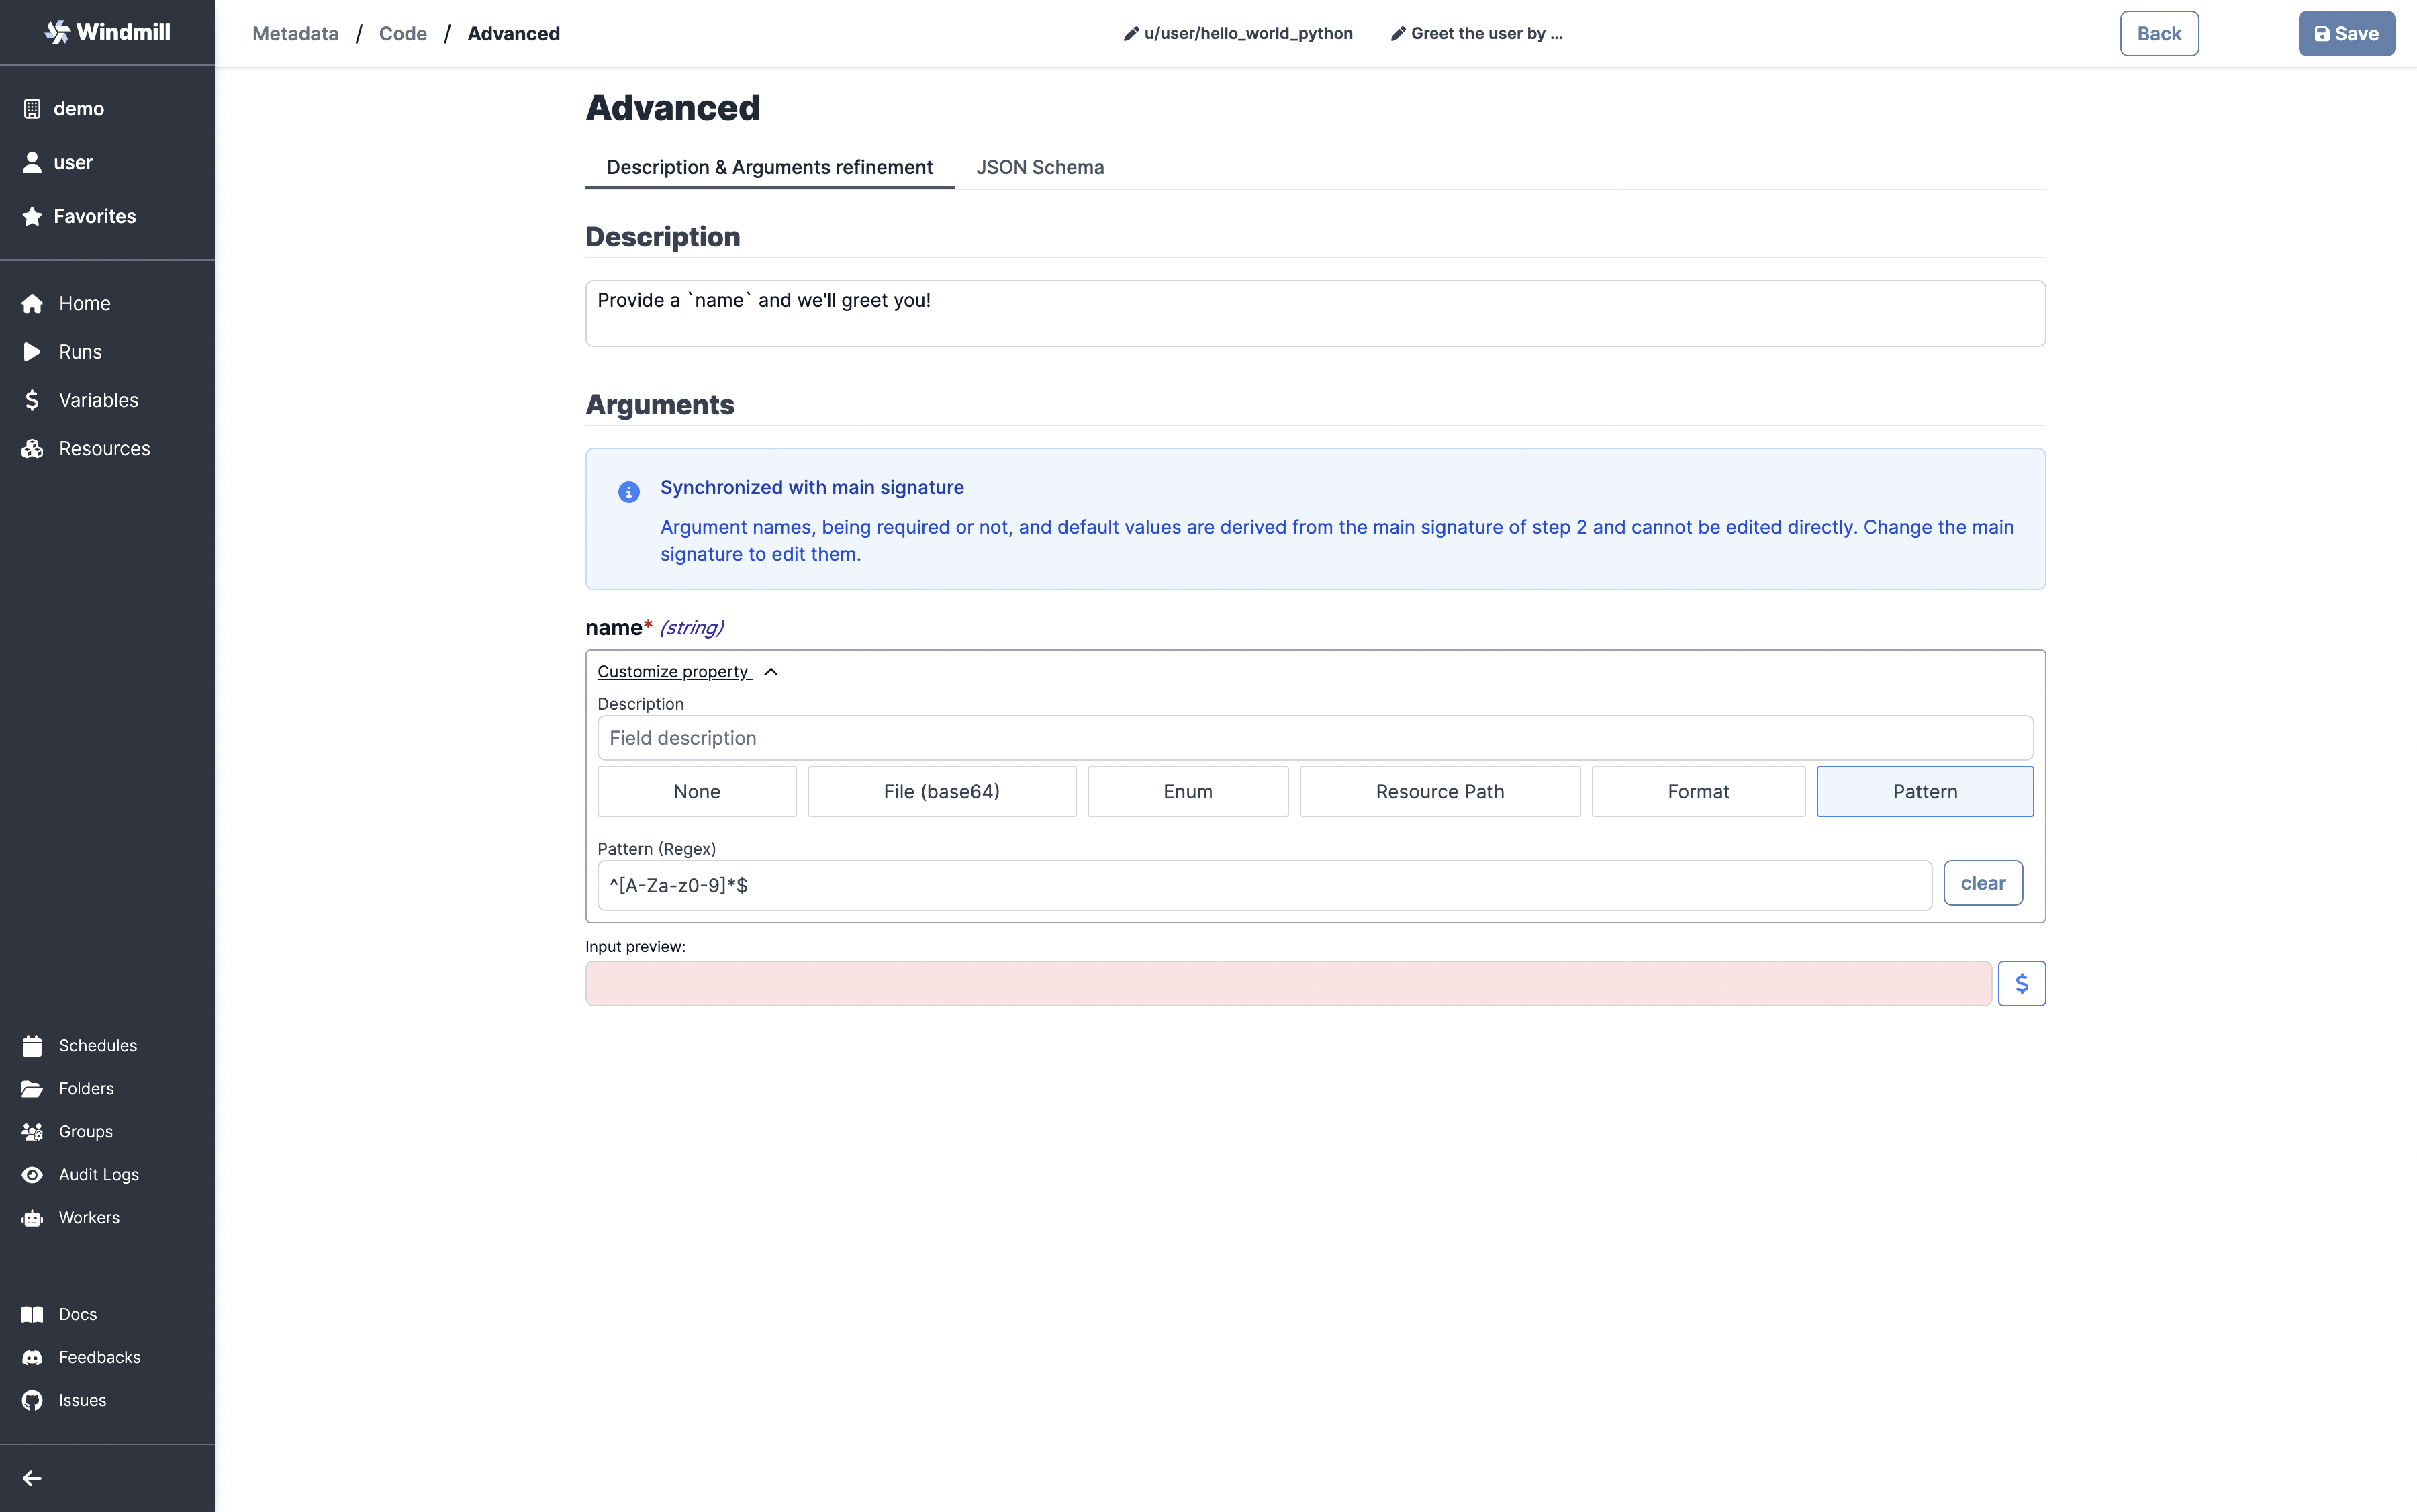 Windmill
Metadata / Code / Advanced
u/user/hello_world_python
Greet the user by ...
Back
Save
demo
user
Favorites
Home
Runs
Variables
Resources
Schedules
Folders
Groups
Audit Logs
Workers
Docs
Feedbacks
Issues
Advanced
Description & Arguments refinement
JSON Schema
Description
Provide a `name` and we'll greet you!
Arguments
Synchronized with main signature
Argument names, being required or not, and default values are derived from the main signature of step 2 and cannot be edited directly. Change the main
signature to edit them.
name* (string)
Customize property
Description
Field description
None
File (base64)
Enum
Resource Path
Format
Pattern
Pattern (Regex)
^[A-Za-z0-9]*$
clear
Input preview:
$